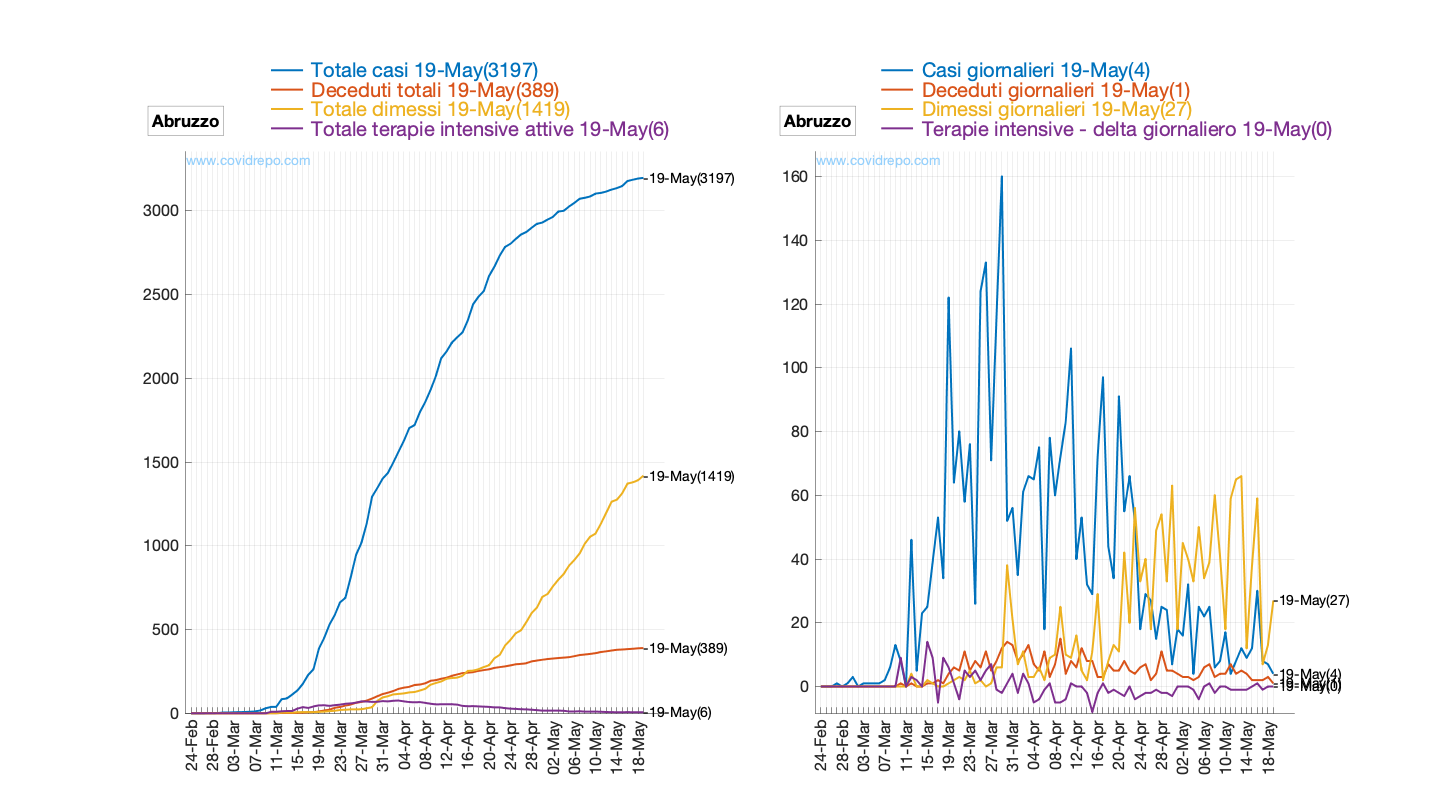 Totale casi 19-May(3197)
Deceduti totali 19-May(389)
Totale dimessi 19-May(1419)
Totale terapie intensive attive 19-May(6)
Abruzzo
www.covidrepo.com
3000
2500
2000
1500
1000
500
0
19-May(3197)
19-May(1419)
19-May(389)
19-May(6)
24-Feb
28-Feb
03-Mar
07-Mar
11-Mar
15-Mar
19-Mar
23-Mar
27-Mar
31-Mar
04-Apr
08-Apr
12-Apr
16-Apr
20-Apr
24-Apr
28-Apr
02-May
06-May
10-May
14-May
18-May
Casi giornalieri 19-May(4)
Deceduti giornalieri 19-May(1)
Dimessi giornalieri 19-May(27)
Terapie intensive - delta giornaliero 19-May(0)
Abruzzo
www.covidrepo.com
160
140
120
100
80
60
40
20
0
19-May(27)
19-May(4)
19-May(0)
24-Feb
28-Feb
03-Mar
07-Mar
11-Mar
15-Mar
19-Mar
23-Mar
27-Mar
31-Mar
04-Apr
08-Apr
12-Apr
16-Apr
20-Apr
24-Apr
28-Apr
02-May
06-May
10-May
14-May
18-May